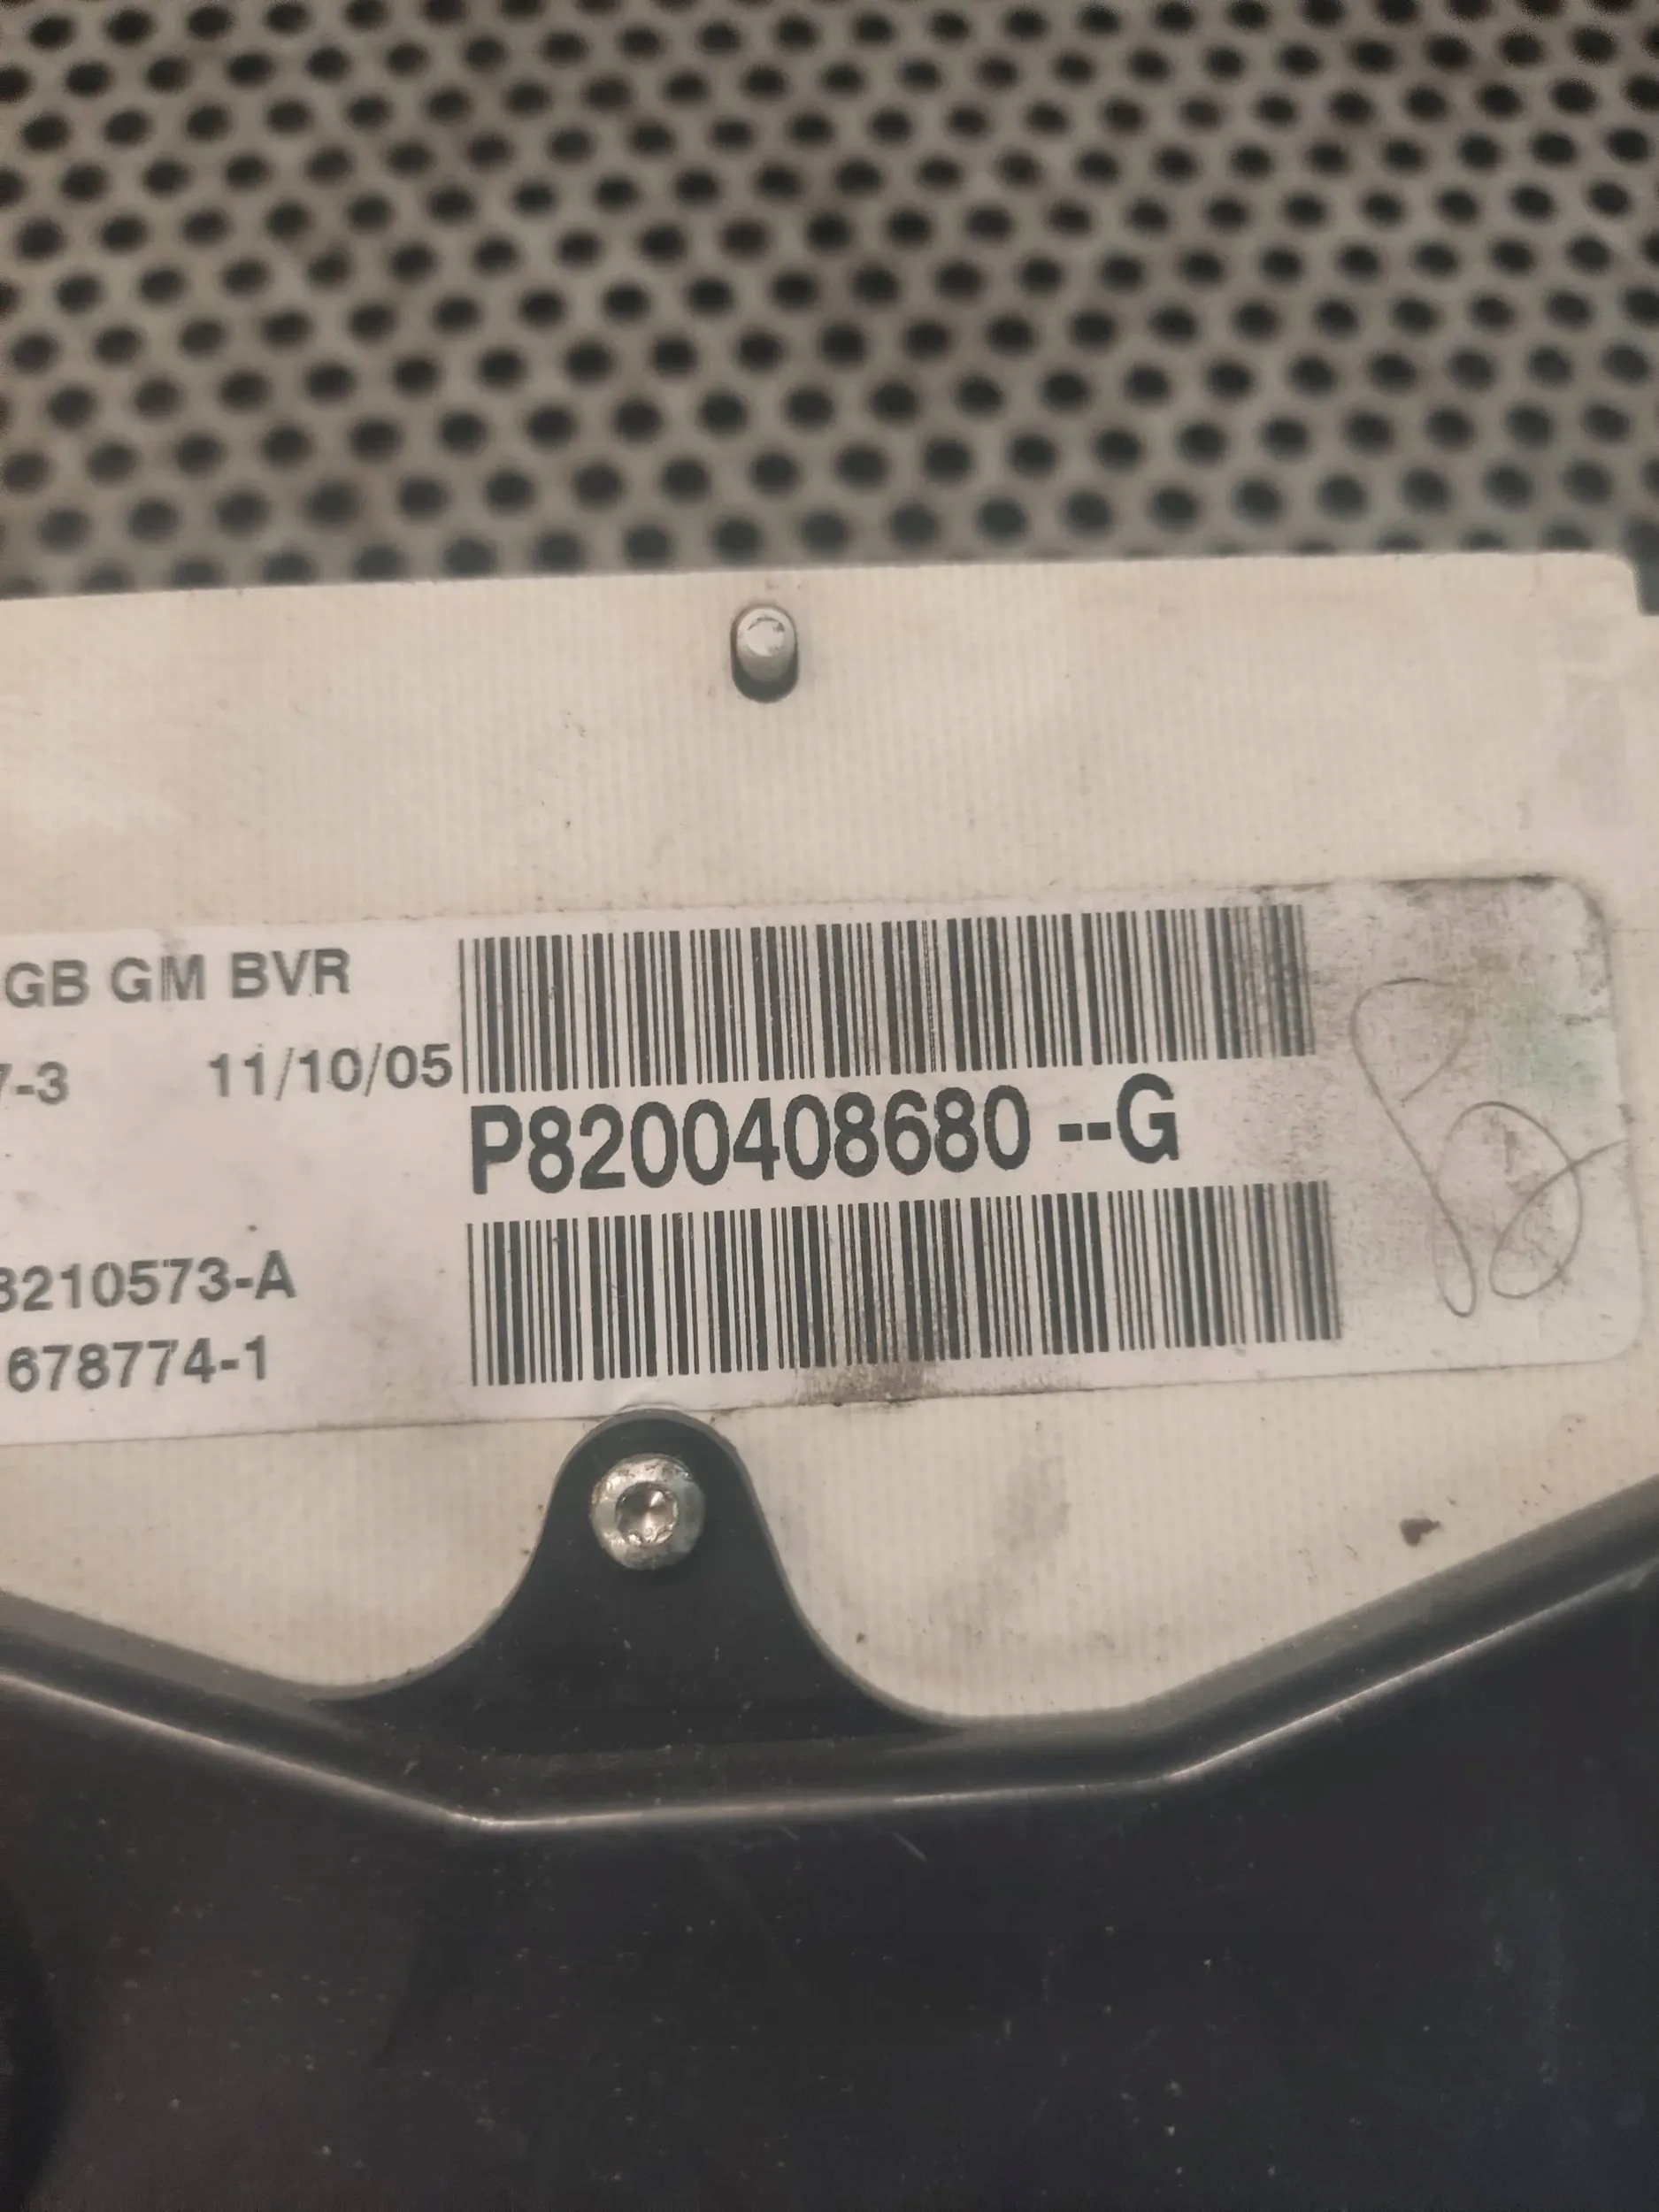 GB GM BVR
7-3 11/10/05
P8200408680 --G
8210573-A
678774-1